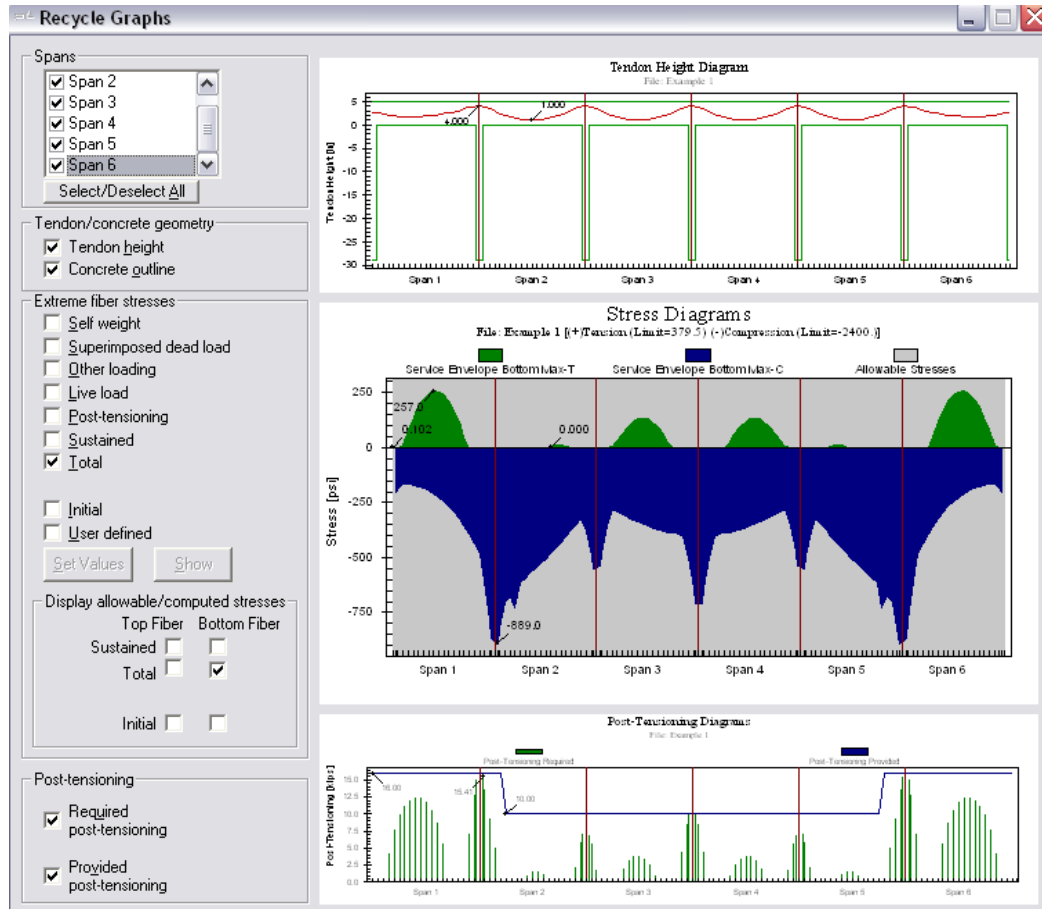 Recycle Graphs
Spans
Span 2
Span 3
Span 4
Span 5
Span 6
Select/Deselect All
Tendon/concrete geometry
Tendon height
Concrete outline
Extreme fiber stresses
Self weight
Superimposed dead load
Other loading
Live load
Post-tensioning
Sustained
Total
Initial
User defined
Set Values Show
Display allowable/computed stresses
Top Fiber Bottom Fiber
Sustained
Total
Initial
Post-tensioning
Required
post-tensioning
Provided
post-tensioning
Tendon Height Diagram
File: Example 1
Tendon Height [in]
5
0
-5
-10
-15
-20
-25
-30
4.000
1.000
Span 1 Span 2 Span 3 Span 4 Span 5 Span 6
Stress Diagrams
File: Example 1 [(+)Tension (Limit=379.5) (-)Compression (Limit=-2400.)]
Service Envelope Bottom Max-T Service Envelope Bottom Max-C Allowable Stresses
Stress [psi]
250
0
-250
-500
-750
257.0
0.102
0.000
-889.0
Span 1 Span 2 Span 3 Span 4 Span 5 Span 6
Post-Tensioning Diagrams
File: Example 1
Post-Tensioning Required Post-Tensioning Provided
Post-Tensioning [kips]
15.0
12.5
10.0
7.5
5.0
2.5
0.0
16.00
15.41
10.00
Span 1 Span 2 Span 3 Span 4 Span 5 Span 6